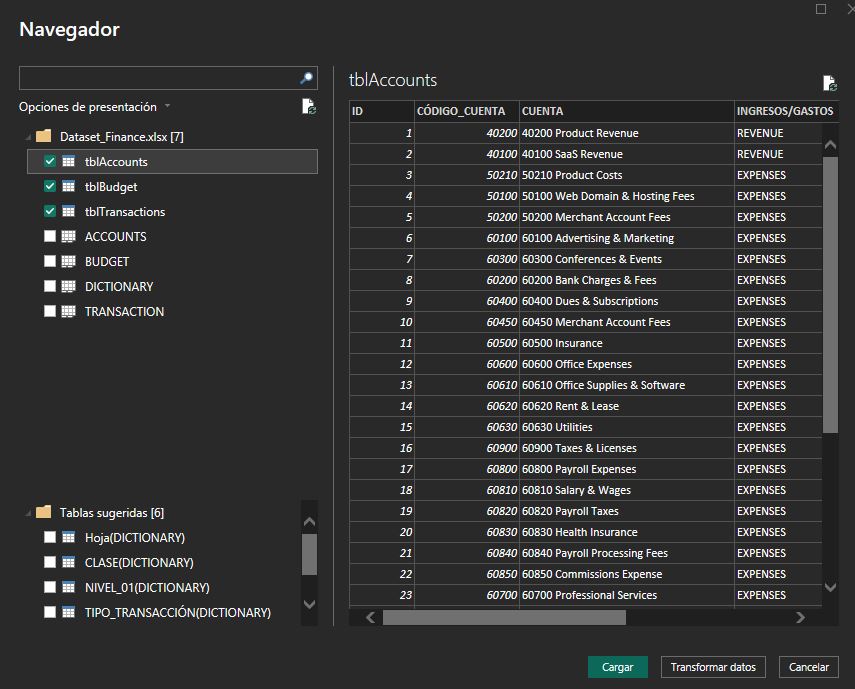 Navegador
Opciones de presentación
Dataset_Finance.xlsx [7]
tblAccounts
tblBudget
tblTransactions
ACCOUNTS
BUDGET
DICTIONARY
TRANSACTION
Tablas sugeridas [6]
Hoja(DICTIONARY)
CLASE(DICTIONARY)
NIVEL_01(DICTIONARY)
TIPO_TRANSACCIÓN(DICTIONARY)
tblAccounts
ID CÓDIGO_CUENTA CUENTA INGRESOS/GASTOS
1 40200 40200 Product Revenue REVENUE
2 40100 40100 SaaS Revenue REVENUE
3 50210 50210 Product Costs EXPENSES
4 50100 50100 Web Domain & Hosting Fees EXPENSES
5 50200 50200 Merchant Account Fees EXPENSES
6 60100 60100 Advertising & Marketing EXPENSES
7 60300 60300 Conferences & Events EXPENSES
8 60200 60200 Bank Charges & Fees EXPENSES
9 60400 60400 Dues & Subscriptions EXPENSES
10 60450 60450 Merchant Account Fees EXPENSES
11 60500 60500 Insurance EXPENSES
12 60600 60600 Office Expenses EXPENSES
13 60610 60610 Office Supplies & Software EXPENSES
14 60620 60620 Rent & Lease EXPENSES
15 60630 60630 Utilities EXPENSES
16 60900 60900 Taxes & Licenses EXPENSES
17 60800 60800 Payroll Expenses EXPENSES
18 60810 60810 Salary & Wages EXPENSES
19 60820 60820 Payroll Taxes EXPENSES
20 60830 60830 Health Insurance EXPENSES
21 60840 60840 Payroll Processing Fees EXPENSES
22 60850 60850 Commissions Expense EXPENSES
23 60700 60700 Professional Services EXPENSES
Cargar Transformar datos Cancelar